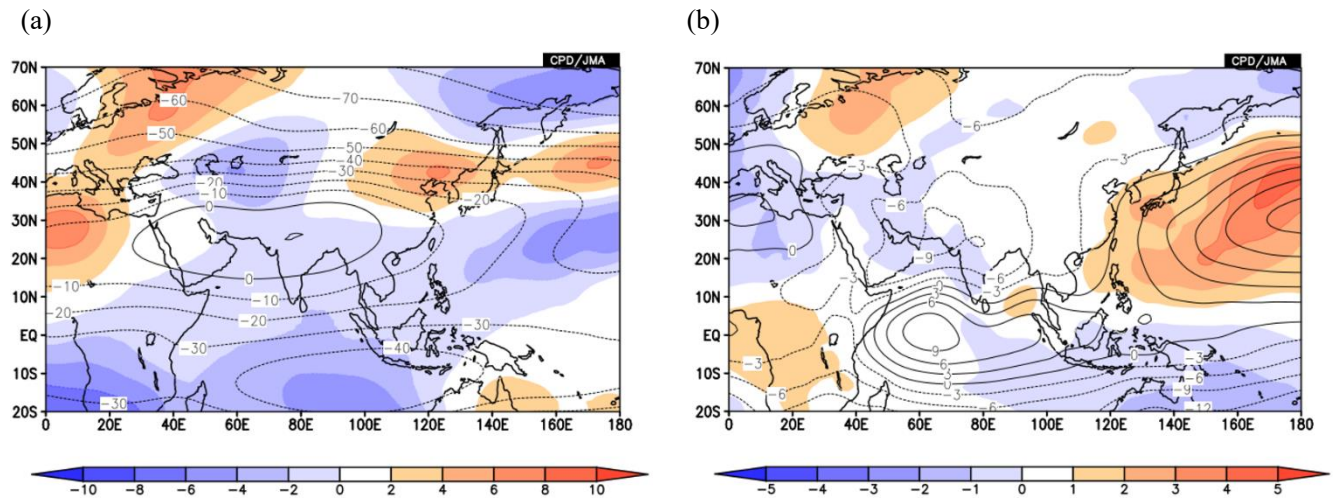 (a)
(b)
CPD/JMA
CPD/JMA
70N
60N
50N
40N
30N
20N
10N
EQ
10S
20S
-60
-70
-50
-60
-50
-40
-30
-20
-10
0
-20
-10
0
-10
-20
-20
-30
-30
-40
-30
0
20E
40E
60E
80E
100E
120E
140E
160E
180
-10
-8
-6
-4
-2
0
2
4
6
8
10
70N
60N
50N
40N
30N
20N
10N
EQ
10S
20S
-6
-3
-3
-6
0
-9
-3
-6
-3
0
6
-3
9
6
3
0
-3
-6
-6
0
-3
-6
-9
-12
0
20E
40E
60E
80E
100E
120E
140E
160E
180
-5
-4
-3
-2
-1
0
1
2
3
4
5